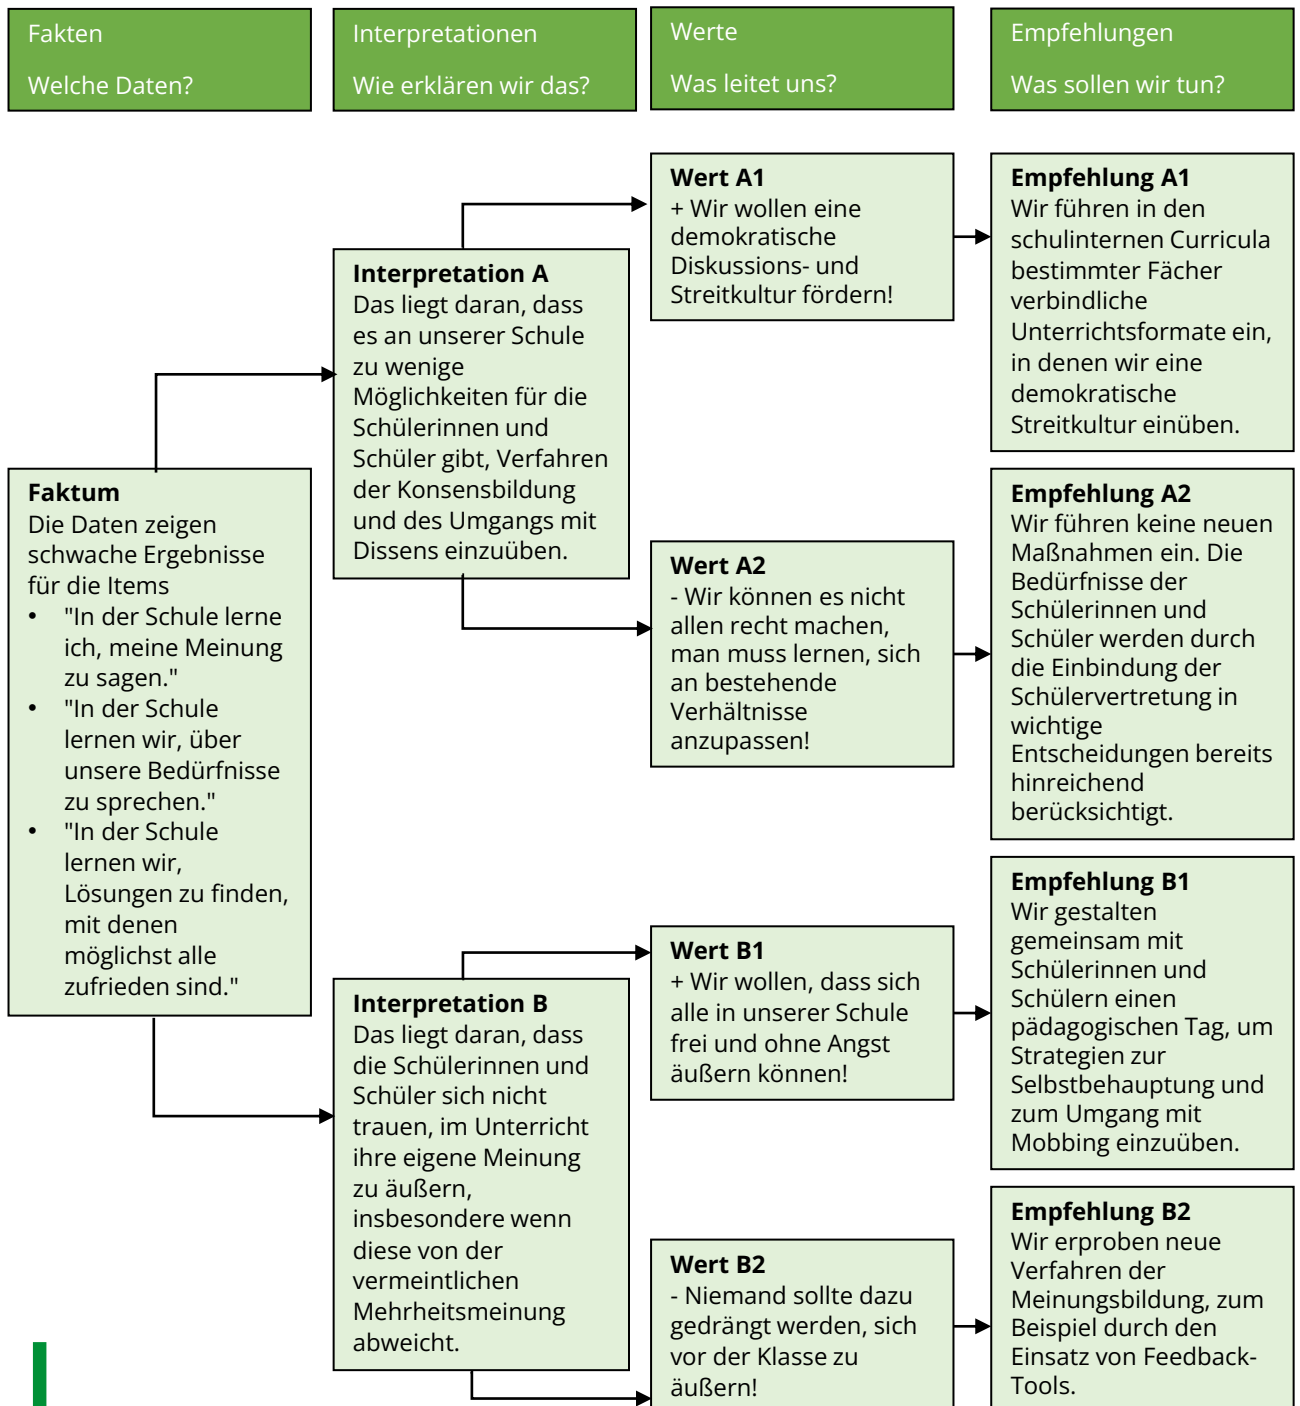 Fakten
Welche Daten?
Interpretationen
Wie erklären wir das?
Werte
Was leitet uns?
Empfehlungen
Was sollen wir tun?
Faktum
Die Daten zeigen
schwache Ergebnisse
für die Items
• "In der Schule lerne
ich, meine Meinung
zu sagen."
• "In der Schule
lernen wir, über
unsere Bedürfnisse
zu sprechen."
• "In der Schule
lernen wir,
Lösungen zu finden,
mit denen
möglichst alle
zufrieden sind."
Interpretation A
Das liegt daran, dass
es an unserer Schule
zu wenige
Möglichkeiten für die
Schülerinnen und
Schüler gibt, Verfahren
der Konsensbildung
und des Umgangs mit
Dissens einzuüben.
Wert A1
+ Wir wollen eine
demokratische
Diskussions- und
Streitkultur fördern!
Empfehlung A1
Wir führen in den
schulinternen Curricula
bestimmter Fächer
verbindliche
Unterrichtsformate ein,
in denen wir eine
demokratische
Streitkultur einüben.
Wert A2
- Wir können es nicht
allen recht machen,
man muss lernen, sich
an bestehende
Verhältnisse
anzupassen!
Empfehlung A2
Wir führen keine neuen
Maßnahmen ein. Die
Bedürfnisse der
Schülerinnen und
Schüler werden durch
die Einbindung der
Schülervertretung in
wichtige
Entscheidungen bereits
hinreichend
berücksichtigt.
Interpretation B
Das liegt daran, dass
die Schülerinnen und
Schüler sich nicht
trauen, im Unterricht
ihre eigene Meinung
zu äußern,
insbesondere wenn
diese von der
vermeintlichen
Mehrheitsmeinung
abweicht.
Wert B1
+ Wir wollen, dass sich
alle in unserer Schule
frei und ohne Angst
äußern können!
Empfehlung B1
Wir gestalten
gemeinsam mit
Schülerinnen und
Schülern einen
pädagogischen Tag, um
Strategien zur
Selbstbehauptung und
zum Umgang mit
Mobbing einzuüben.
Wert B2
- Niemand sollte dazu
gedrängt werden, sich
vor der Klasse zu
äußern!
Empfehlung B2
Wir erproben neue
Verfahren der
Meinungsbildung, zum
Beispiel durch den
Einsatz von Feedback-
Tools.